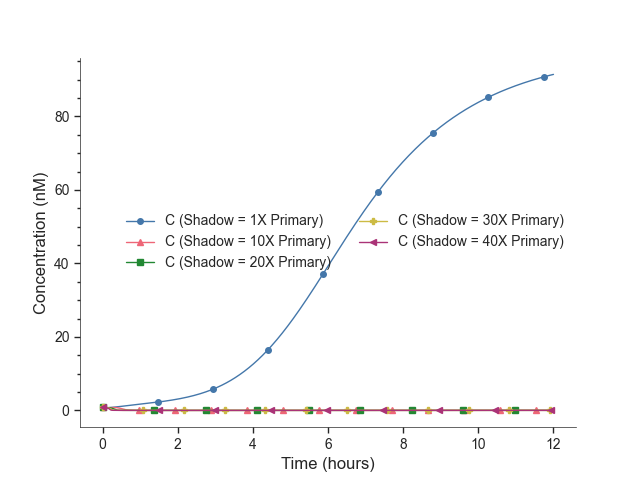 80
60
40
20
0
Concentration (nM)
C (Shadow = 1X Primary)
C (Shadow = 10X Primary)
C (Shadow = 20X Primary)
C (Shadow = 30X Primary)
C (Shadow = 40X Primary)
0 2 4 6 8 10 12
Time (hours)